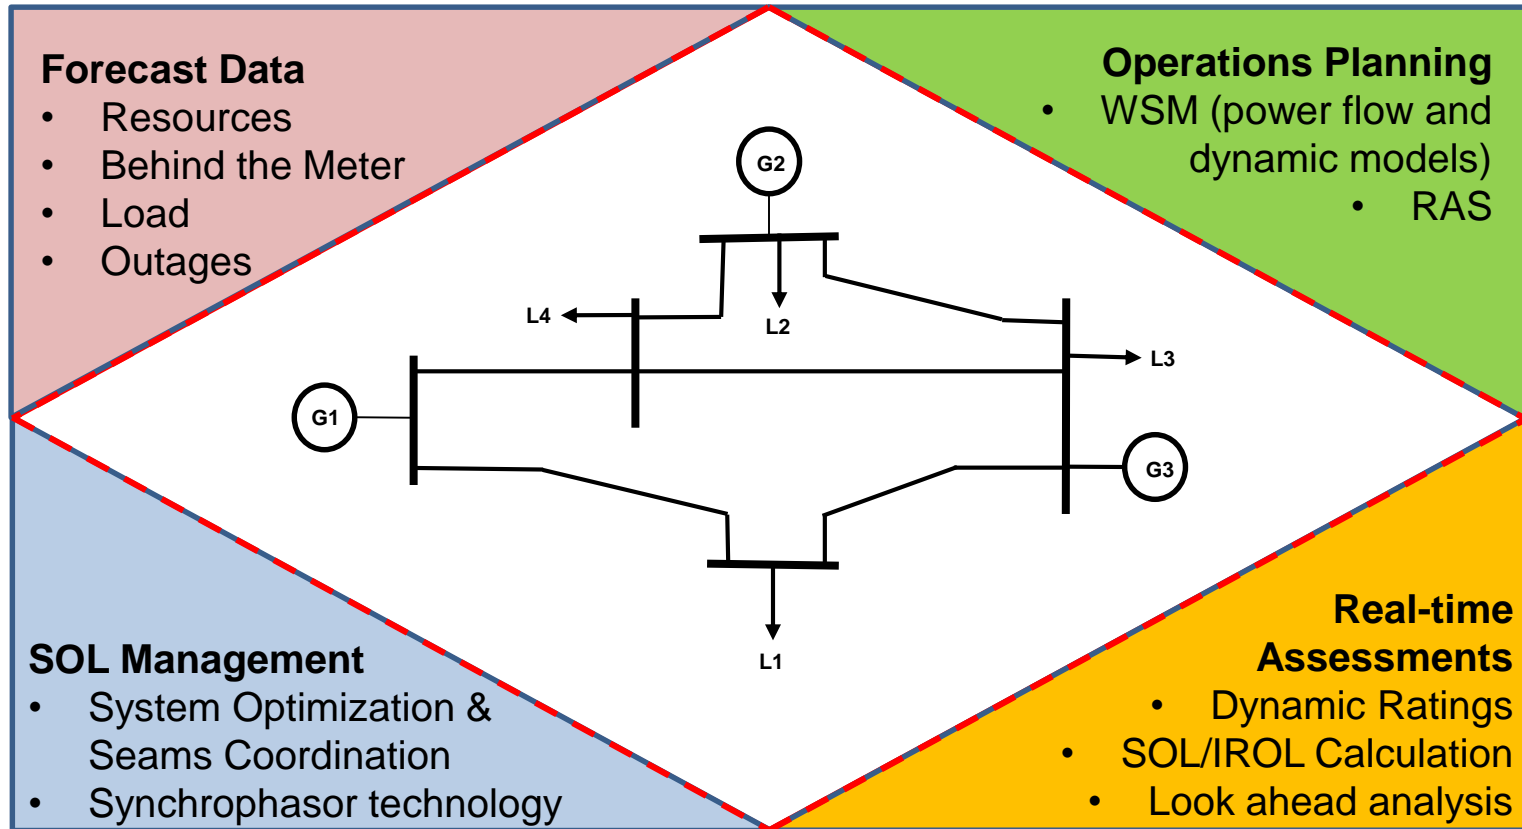 Forecast Data
• Resources
• Behind the Meter
• Load
• Outages
Operations Planning
• WSM (power flow and
dynamic models)
• RAS
G2
L4
L2
L3
G1
G3
L1
SOL Management
• System Optimization &
Seams Coordination
• Synchrophasor technology
Real-time
Assessments
• Dynamic Ratings
• SOL/IROL Calculation
• Look ahead analysis